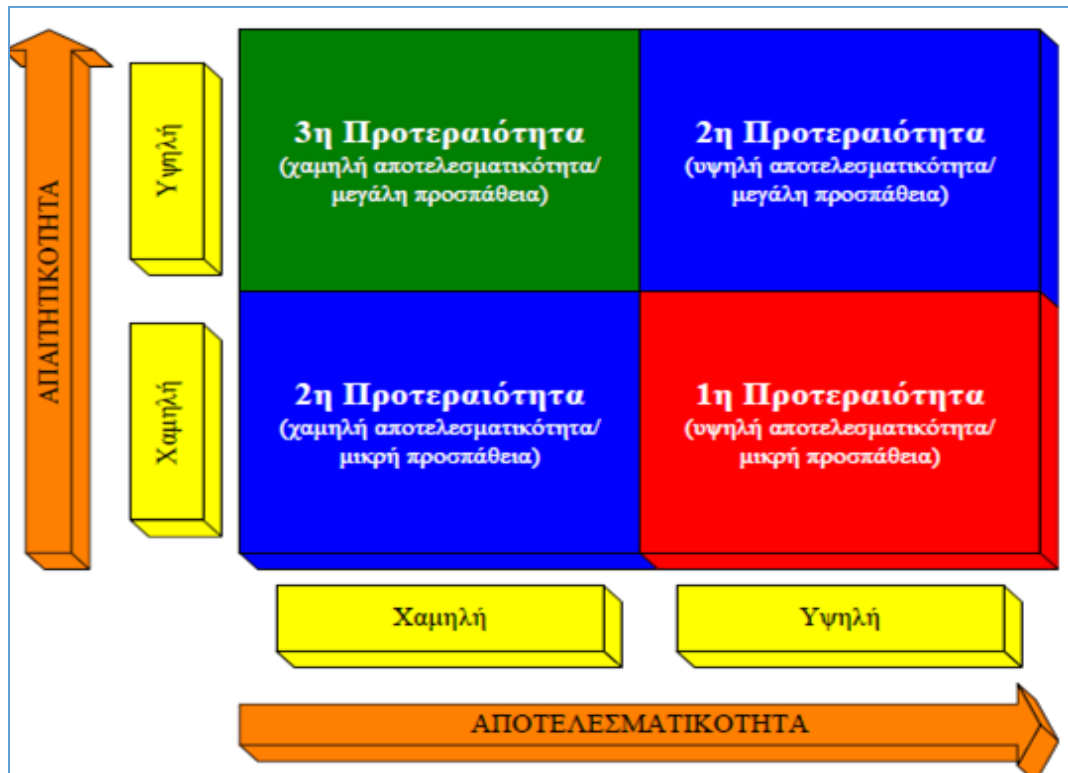 ΑΠΑΙΤΗΤΙΚΟΤΗΤΑ
Υψηλή
3η Προτεραιότητα
(χαμηλή αποτελεσματικότητα/
μεγάλη προσπάθεια)
2η Προτεραιότητα
(υψηλή αποτελεσματικότητα/
μεγάλη προσπάθεια)
Χαμηλή
2η Προτεραιότητα
(χαμηλή αποτελεσματικότητα/
μικρή προσπάθεια)
1η Προτεραιότητα
(υψηλή αποτελεσματικότητα/
μικρή προσπάθεια)
Χαμηλή
Υψηλή
ΑΠΟΤΕΛΕΣΜΑΤΙΚΟΤΗΤΑ